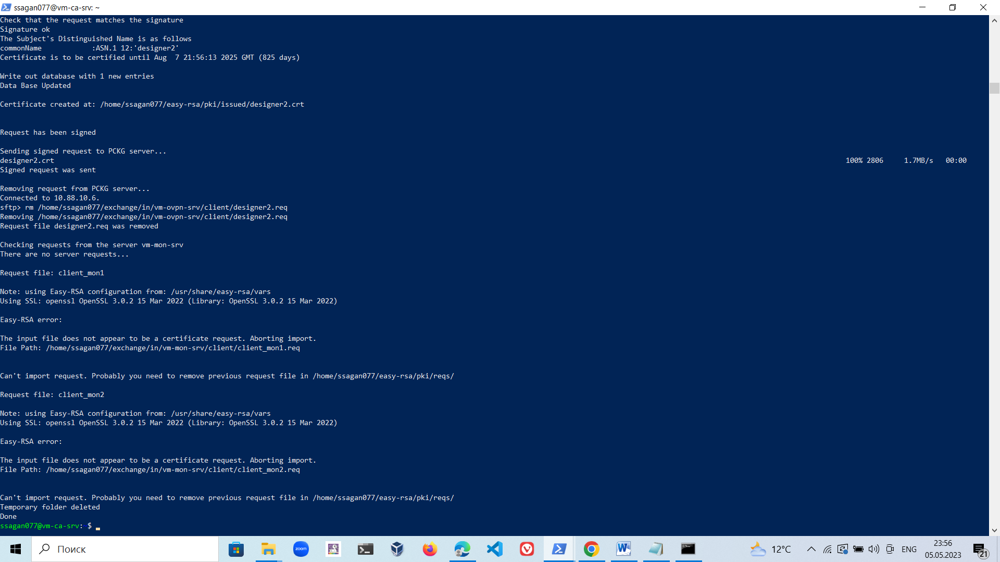 ssagan077@vm-ca-srv: ~
Check that the request matches the signature
Signature ok
The Subject's Distinguished Name is as follows
commonName            :ASN.1 12:'designer2'
Certificate is to be certified until Aug  7 21:56:13 2025 GMT (825 days)
Write out database with 1 new entries
Data Base Updated
Certificate created at: /home/ssagan077/easy-rsa/pki/issued/designer2.crt
Request has been signed
Sending signed request to PCKG server...
designer2.crt 100% 2806 1.7MB/s 00:00
Signed request was sent
Removing request from PCKG server...
Connected to 10.88.10.6.
sftp> rm /home/ssagan077/exchange/in/vm-ovpn-srv/client/designer2.req
Removing /home/ssagan077/exchange/in/vm-ovpn-srv/client/designer2.req
Request file designer2.req was removed
Checking requests from the server vm-mon-srv
There are no server requests...
Request file: client_mon1
Note: using Easy-RSA configuration from: /usr/share/easy-rsa/vars
Using SSL: openssl OpenSSL 3.0.2 15 Mar 2022 (Library: OpenSSL 3.0.2 15 Mar 2022)
Easy-RSA error:
The input file does not appear to be a certificate request. Aborting import.
File Path: /home/ssagan077/exchange/in/vm-mon-srv/client/client_mon1.req
Can't import request. Probably you need to remove previous request file in /home/ssagan077/easy-rsa/pki/reqs/
Request file: client_mon2
Note: using Easy-RSA configuration from: /usr/share/easy-rsa/vars
Using SSL: openssl OpenSSL 3.0.2 15 Mar 2022 (Library: OpenSSL 3.0.2 15 Mar 2022)
Easy-RSA error:
The input file does not appear to be a certificate request. Aborting import.
File Path: /home/ssagan077/exchange/in/vm-mon-srv/client/client_mon2.req
Can't import request. Probably you need to remove previous request file in /home/ssagan077/easy-rsa/pki/reqs/
Temporary folder deleted
Done
ssagan077@vm-ca-srv: $
Поиск
zoom
12°C
ENG
23:56
05.05.2023
21